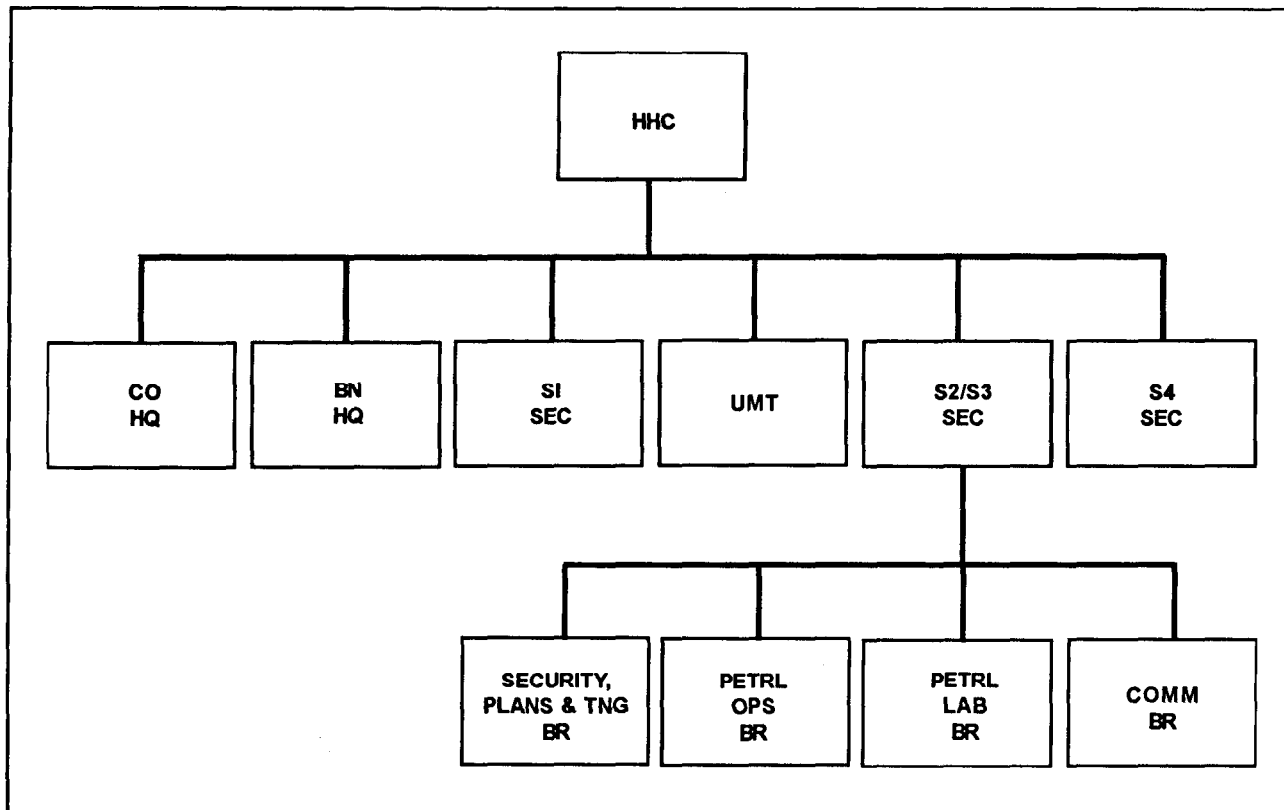 HHC
CO
HQ
BN
HQ
SI
SEC
UMT
S2/S3
SEC
S4
SEC
SECURITY,
PLANS & TNG
BR
PETRL
OPS
BR
PETRL
LAB
BR
COMM
BR